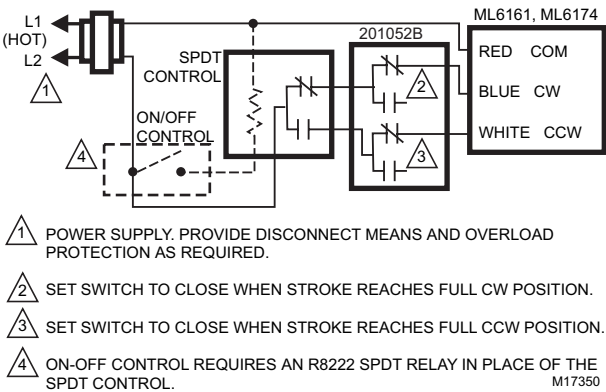 L1
(HOT)
L2
1
SPDT
CONTROL
ON/OFF
CONTROL
4
201052B
2
3
ML6161, ML6174
RED COM
BLUE CW
WHITE CCW
1 POWER SUPPLY. PROVIDE DISCONNECT MEANS AND OVERLOAD
PROTECTION AS REQUIRED.
2 SET SWITCH TO CLOSE WHEN STROKE REACHES FULL CW POSITION.
3 SET SWITCH TO CLOSE WHEN STROKE REACHES FULL CCW POSITION.
4 ON-OFF CONTROL REQUIRES AN R8222 SPDT RELAY IN PLACE OF THE
SPDT CONTROL.
M17350